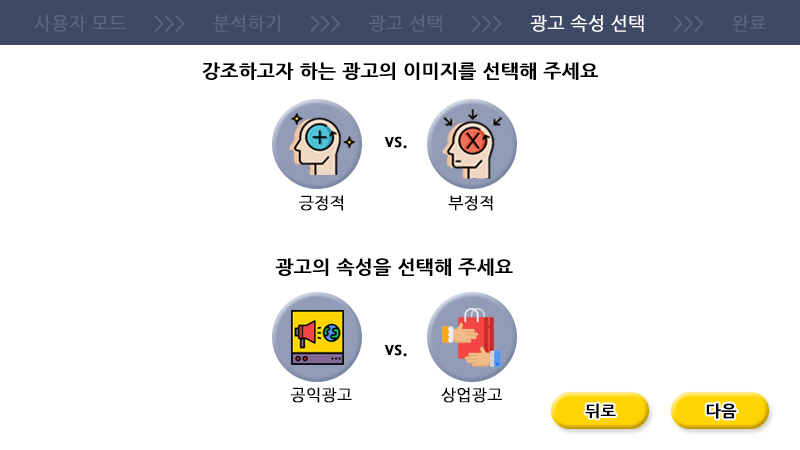 사용자 모드 >>> 분석하기 >>> 광고 선택 >>> 광고 속성 선택 >>> 완료
강조하고자 하는 광고의 이미지를 선택해 주세요
vs.
긍정적 부정적
광고의 속성을 선택해 주세요
vs.
공익광고 상업광고
뒤로 다음